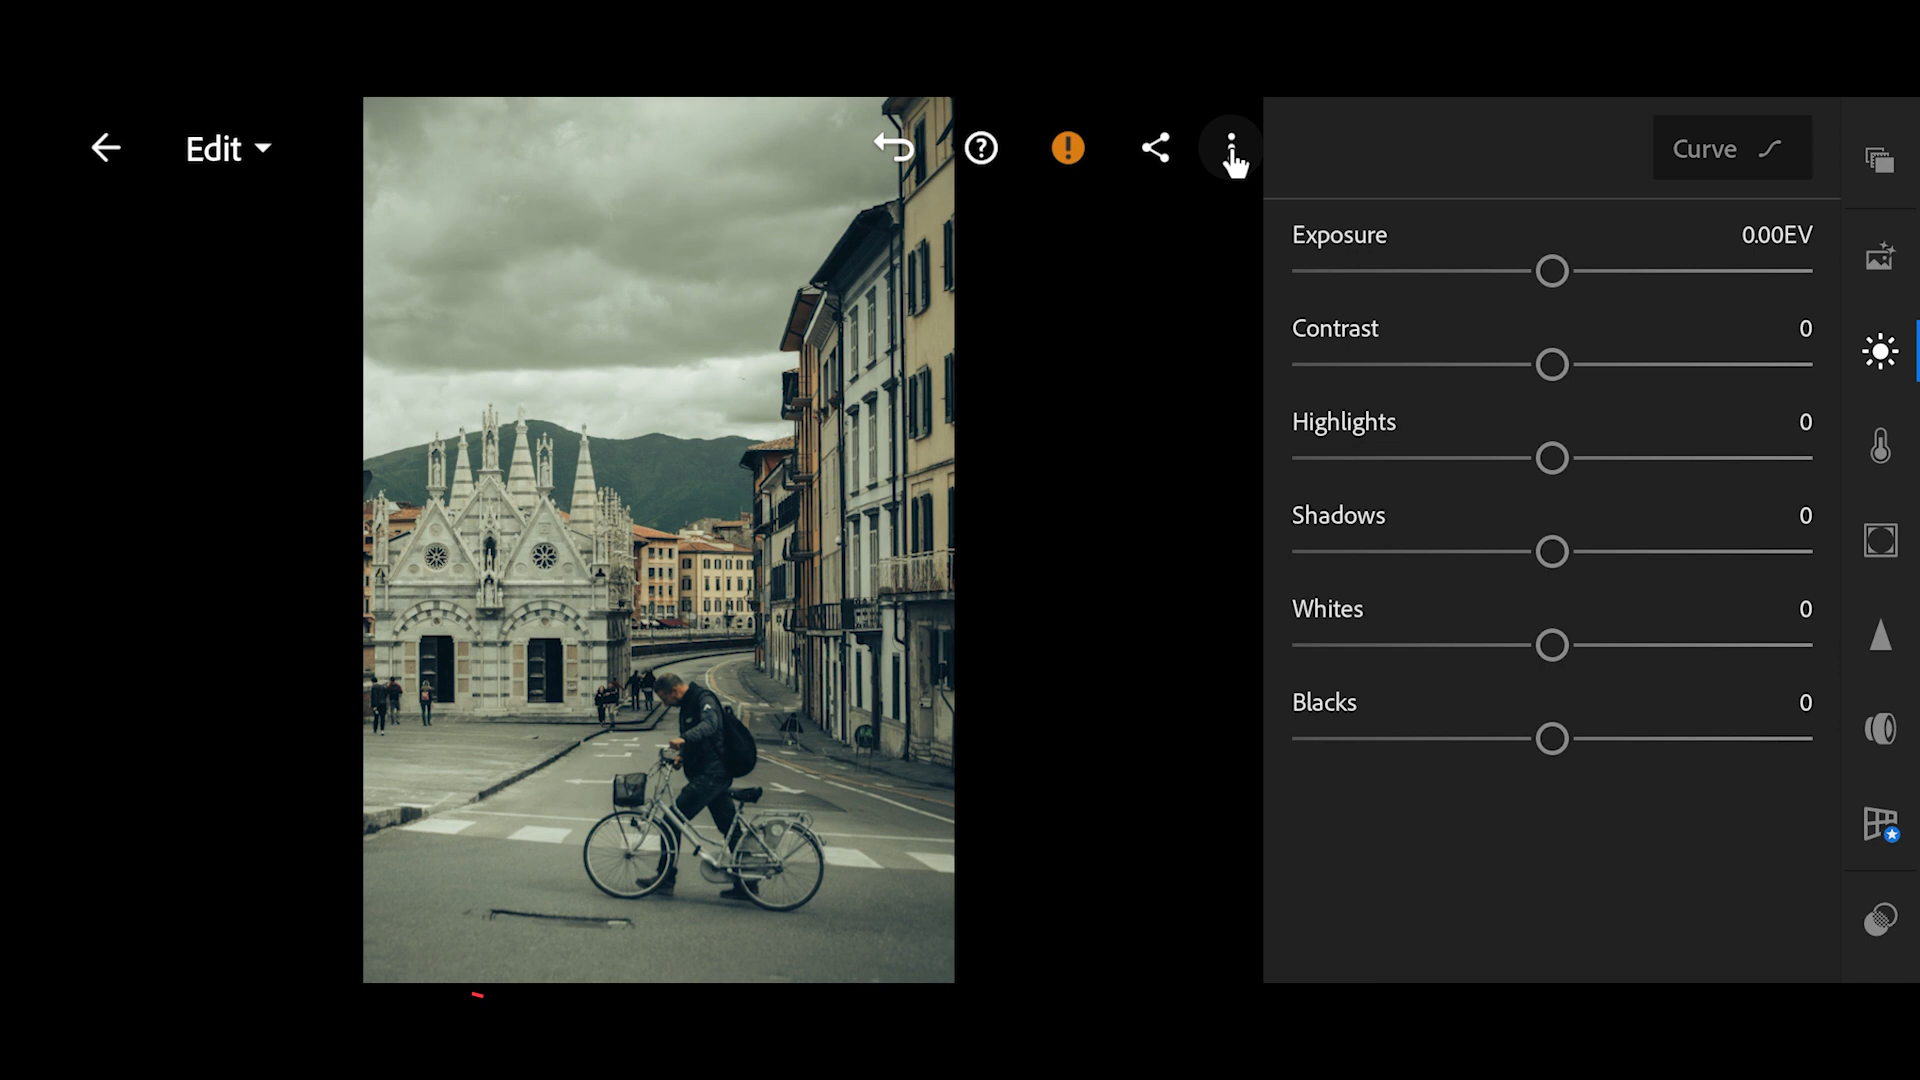 Edit
Curve
Exposure 0.00EV
Contrast 0
Highlights 0
Shadows 0
Whites 0
Blacks 0